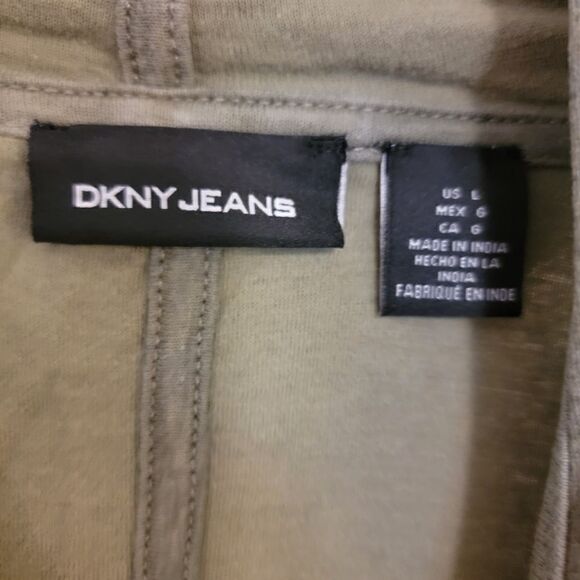 DKNY JEANS
US L
MEX G
CA G
MADE IN INDIA
HECHO EN LA
INDIA
FABRIQUÉ EN INDE